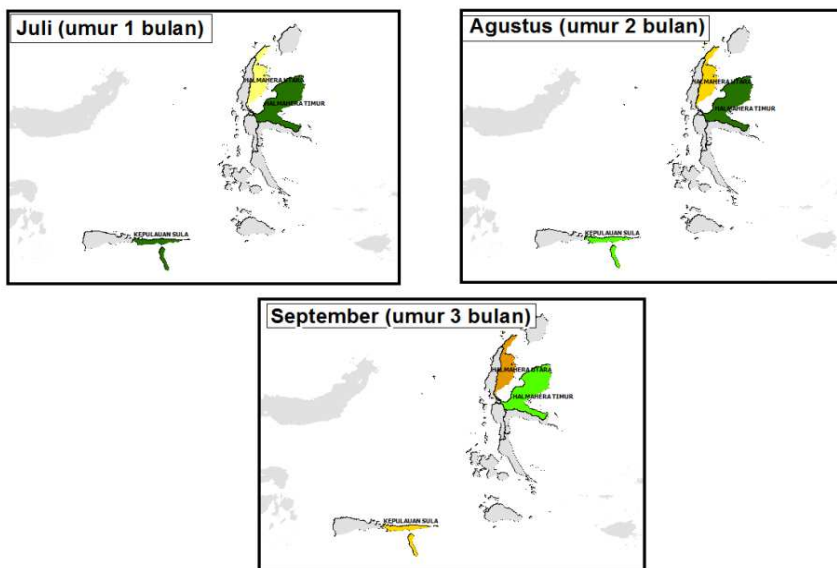 Juli (umur 1 bulan)
HALMAHERA UTARA
HALMAHERA TIMUR
KEPULAUAN SULA
Agustus (umur 2 bulan)
HALMAHERA UTARA
HALMAHERA TIMUR
KEPULAUAN SULA
September (umur 3 bulan)
HALMAHERA UTARA
HALMAHERA TIMUR
KEPULAUAN SULA